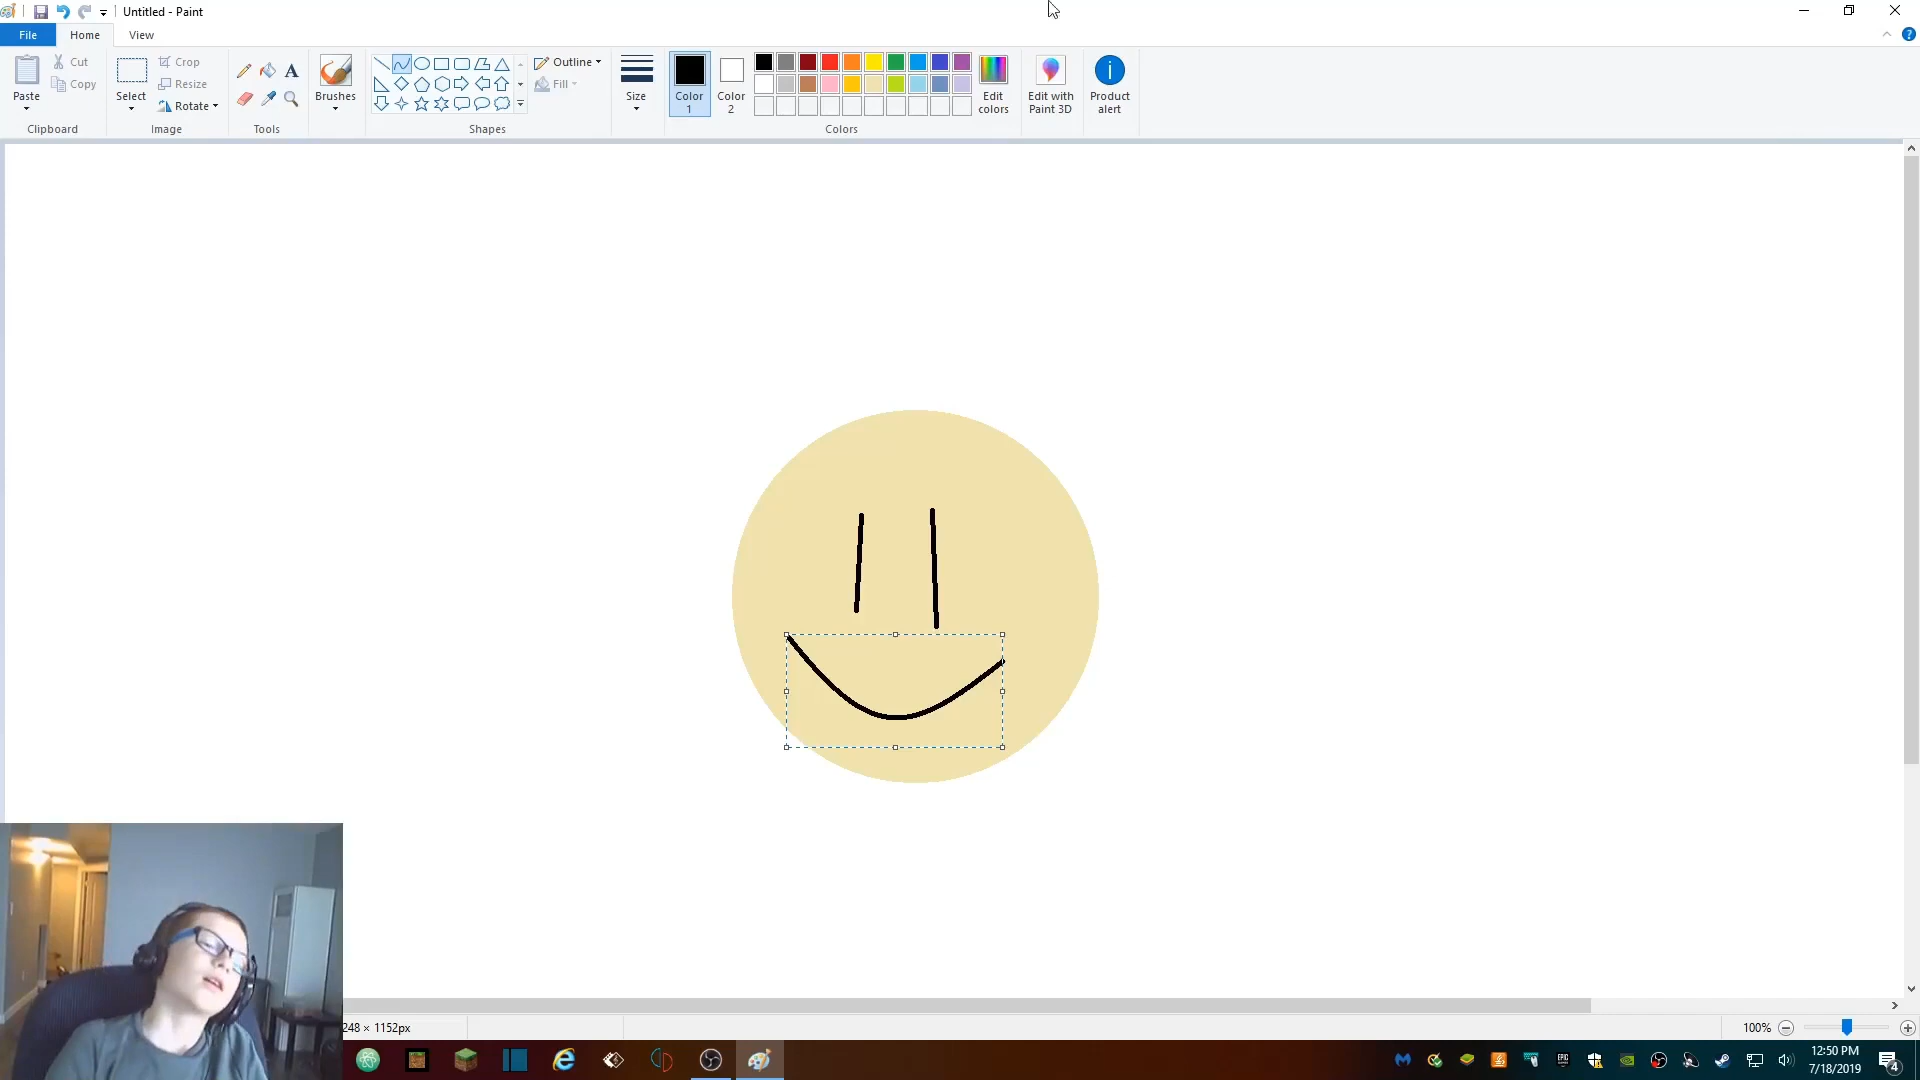 Untitled - Paint
File Home View
Paste Cut Copy Clipboard
Select Crop Resize Rotate Image
A
Tools
Brushes
Outline Fill Shapes
Size
Color 1
Color 2
Edit colors
Colors
Edit with Paint 3D
Product alert
248 × 1152px
100%
12:50 PM
7/18/2019
4